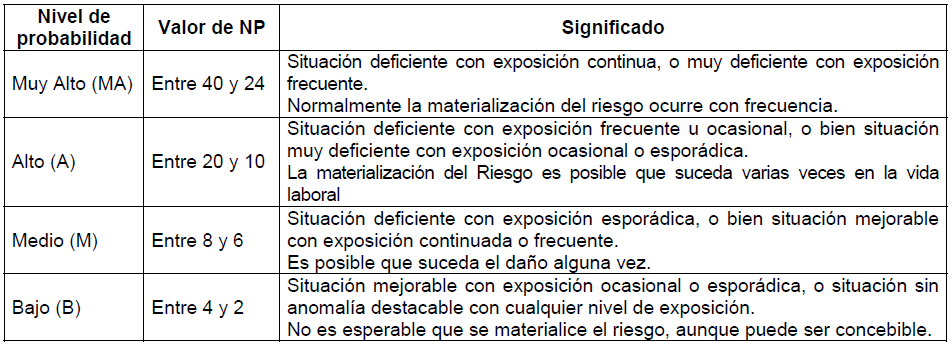 Nivel de
probabilidad
Valor de NP
Significado
Muy Alto (MA)
Entre 40 y 24
Situación deficiente con exposición continua, o muy deficiente con exposición
frecuente.
Normalmente la materialización del riesgo ocurre con frecuencia.
Alto (A)
Entre 20 y 10
Situación deficiente con exposición frecuente u ocasional, o bien situación
muy deficiente con exposición ocasional o esporádica.
La materialización del Riesgo es posible que suceda varias veces en la vida
laboral
Medio (M)
Entre 8 y 6
Situación deficiente con exposición esporádica, o bien situación mejorable
con exposición continuada o frecuente.
Es posible que suceda el daño alguna vez.
Bajo (B)
Entre 4 y 2
Situación mejorable con exposición ocasional o esporádica, o situación sin
anomalía destacable con cualquier nivel de exposición.
No es esperable que se materialice el riesgo, aunque puede ser concebible.